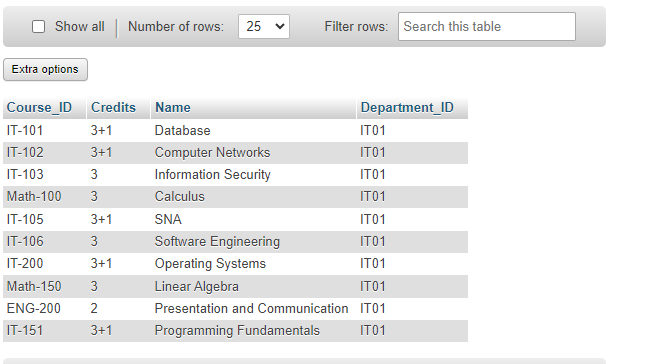 Show all Number of rows: 25 Filter rows: Search this table
Extra options
Course_ID Credits Name Department_ID
IT-101 3+1 Database IT01
IT-102 3+1 Computer Networks IT01
IT-103 3 Information Security IT01
Math-100 3 Calculus IT01
IT-105 3+1 SNA IT01
IT-106 3 Software Engineering IT01
IT-200 3+1 Operating Systems IT01
Math-150 3 Linear Algebra IT01
ENG-200 2 Presentation and Communication IT01
IT-151 3+1 Programming Fundamentals IT01